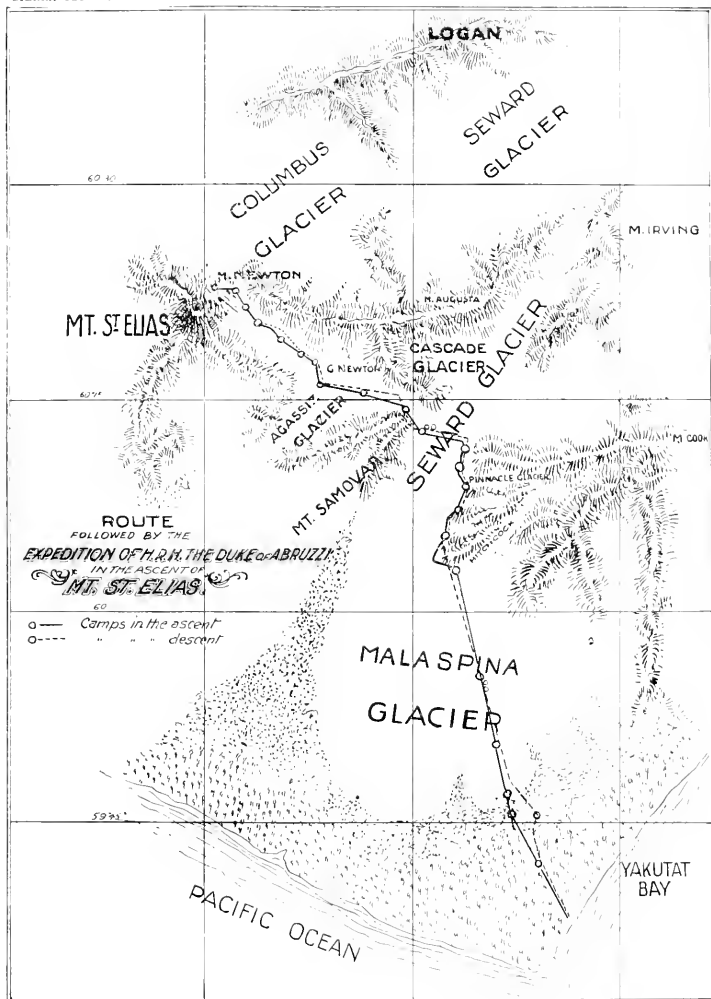 LOGAN
SEWARD
GLACIER
COLUMBUS
GLACIER
M. IRVING
M. NEWTON
MT. ST ELIAS
M. AUGUSTA
CASCADE
GLACIER
SEWARD GLACIER
G NEWTON
AGASSIZ
GLACIER
M COOK
MT. SAMOVAR
PINNACLE GLACIER
ROUTE
FOLLOWED BY THE
EXPEDITION OF H.R.H. THE DUKE OF ABRUZZI
IN THE ASCENT OF
MT. ST. ELIAS.
60
Camps in the ascent
" " " descent
MALASPINA
GLACIER
YAKUTAT
BAY
PACIFIC OCEAN